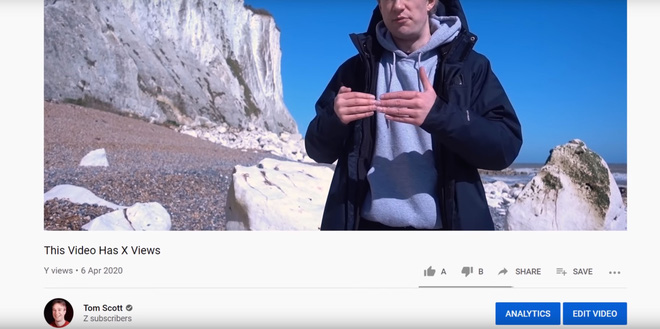 This Video Has X Views
Y views • 6 Apr 2020
A B SHARE SAVE
Tom Scott
Z subscribers
ANALYTICS EDIT VIDEO